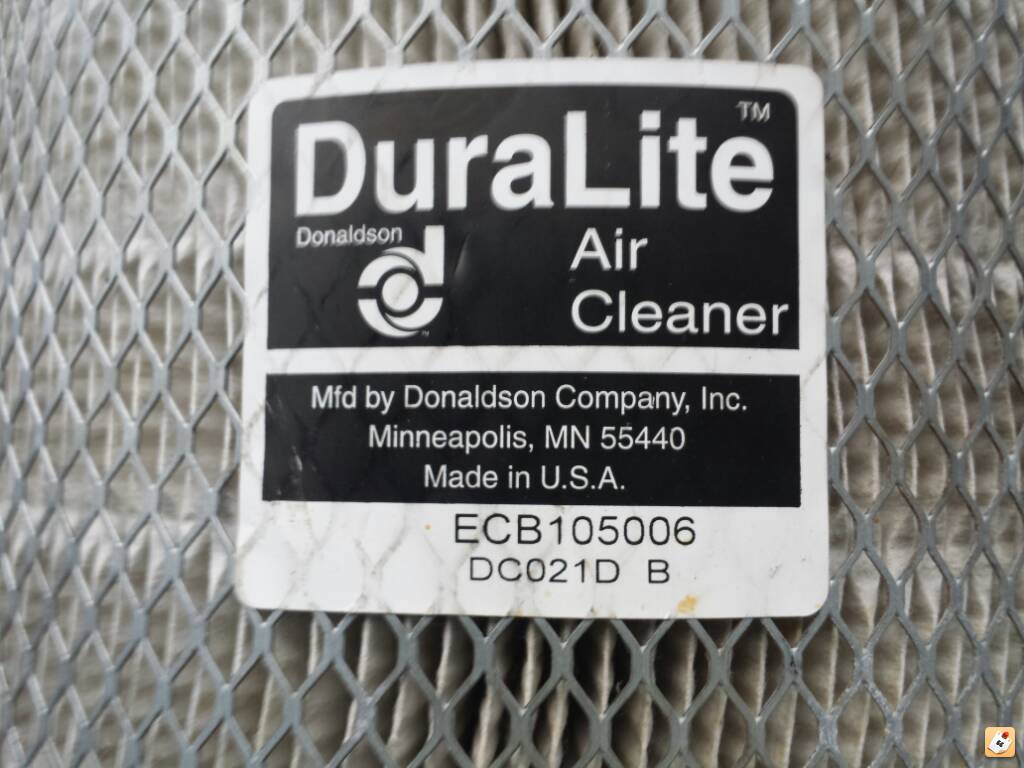 DuraLite™
Donaldson
Air
Cleaner
Mfd by Donaldson Company, Inc.
Minneapolis, MN 55440
Made in U.S.A.
ECB105006
DC021D B